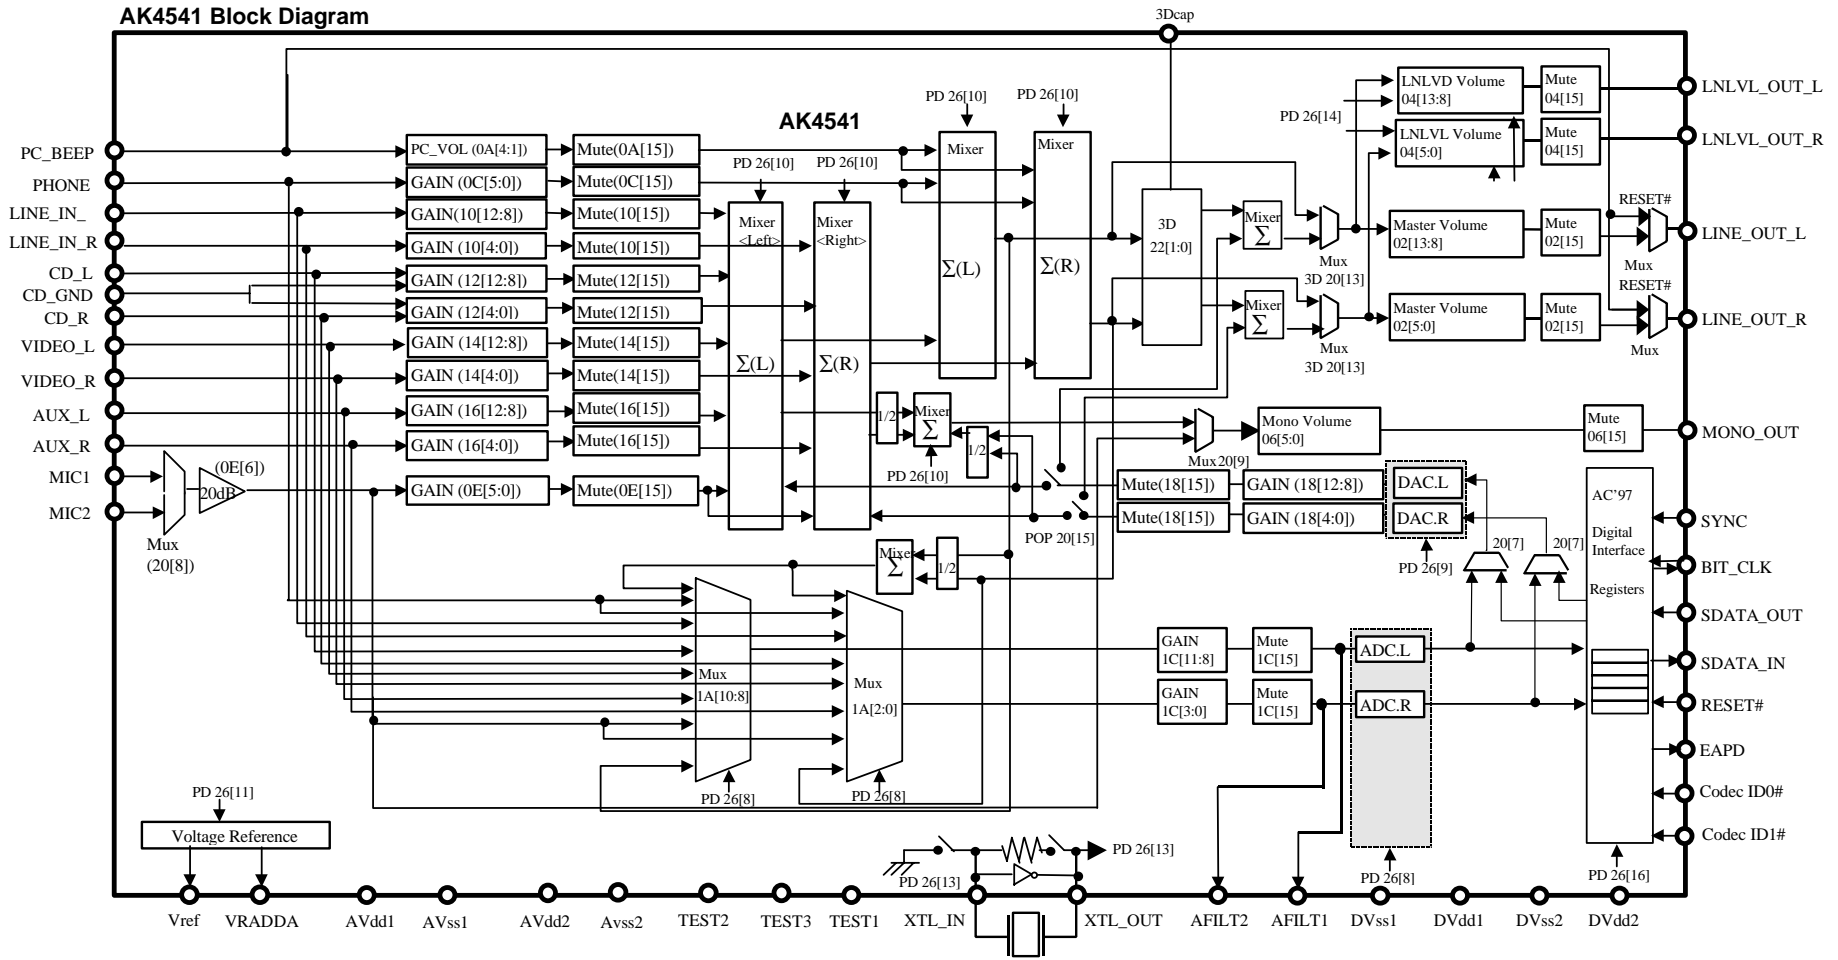 AK4541 Block Diagram
3Dcap
PC_BEEP
PHONE
LINE_IN_
LINE_IN_R
CD_L
CD_GND
CD_R
VIDEO_L
VIDEO_R
AUX_L
AUX_R
MIC1
MIC2
Mux
(20[8])
(0E[6])
20dB
PC_VOL (0A[4:1])
Mute(0A[15])
GAIN (0C[5:0])
Mute(0C[15])
GAIN(10[12:8])
Mute(10[15])
GAIN (10[4:0])
Mute(10[15])
GAIN (12[12:8])
Mute(12[15])
GAIN (12[4:0])
Mute(12[15])
GAIN (14[12:8])
Mute(14[15])
GAIN (14[4:0])
Mute(14[15])
GAIN (16[12:8])
Mute(16[15])
GAIN (16[4:0])
Mute(16[15])
GAIN (0E[5:0])
Mute(0E[15])
AK4541
PD 26[10]
PD 26[10]
PD 26[10]
PD 26[10]
Mixer
<Left>
Σ(L)
Mixer
<Right>
Σ(R)
Mixer
Σ(L)
Mixer
Σ(R)
1/2
Mixer
Σ
1/2
PD 26[10]
Mixer
Σ
1/2
3D
22[1:0]
Mixer
Σ
Mixer
Σ
Mux
3D 20[13]
Mux
3D 20[13]
PD 26[14]
LNLVD Volume
04[13:8]
Mute
04[15]
LNLVL Volume
04[5:0]
Mute
04[15]
Master Volume
02[13:8]
Mute
02[15]
RESET#
Mux
Master Volume
02[5:0]
Mute
02[15]
RESET#
Mux
Mux20[9]
Mono Volume
06[5:0]
Mute
06[15]
POP 20[15]
Mute(18[15])
GAIN (18[12:8])
DAC.L
Mute(18[15])
GAIN (18[4:0])
DAC.R
PD 26[9]
20[7]
20[7]
AC’97
Digital
Interface
Registers
Mux
1A[10:8]
PD 26[8]
Mux
1A[2:0]
PD 26[8]
GAIN
1C[11:8]
Mute
1C[15]
ADC.L
GAIN
1C[3:0]
Mute
1C[15]
ADC.R
PD 26[8]
PD 26[16]
LNLVL_OUT_L
LNLVL_OUT_R
LINE_OUT_L
LINE_OUT_R
MONO_OUT
SYNC
BIT_CLK
SDATA_OUT
SDATA_IN
RESET#
EAPD
Codec ID0#
Codec ID1#
PD 26[11]
Voltage Reference
PD 26[13]
PD 26[13]
Vref
VRADDA
AVdd1
AVss1
AVdd2
Avss2
TEST2
TEST3
TEST1
XTL_IN
XTL_OUT
AFILT2
AFILT1
DVss1
DVdd1
DVss2
DVdd2